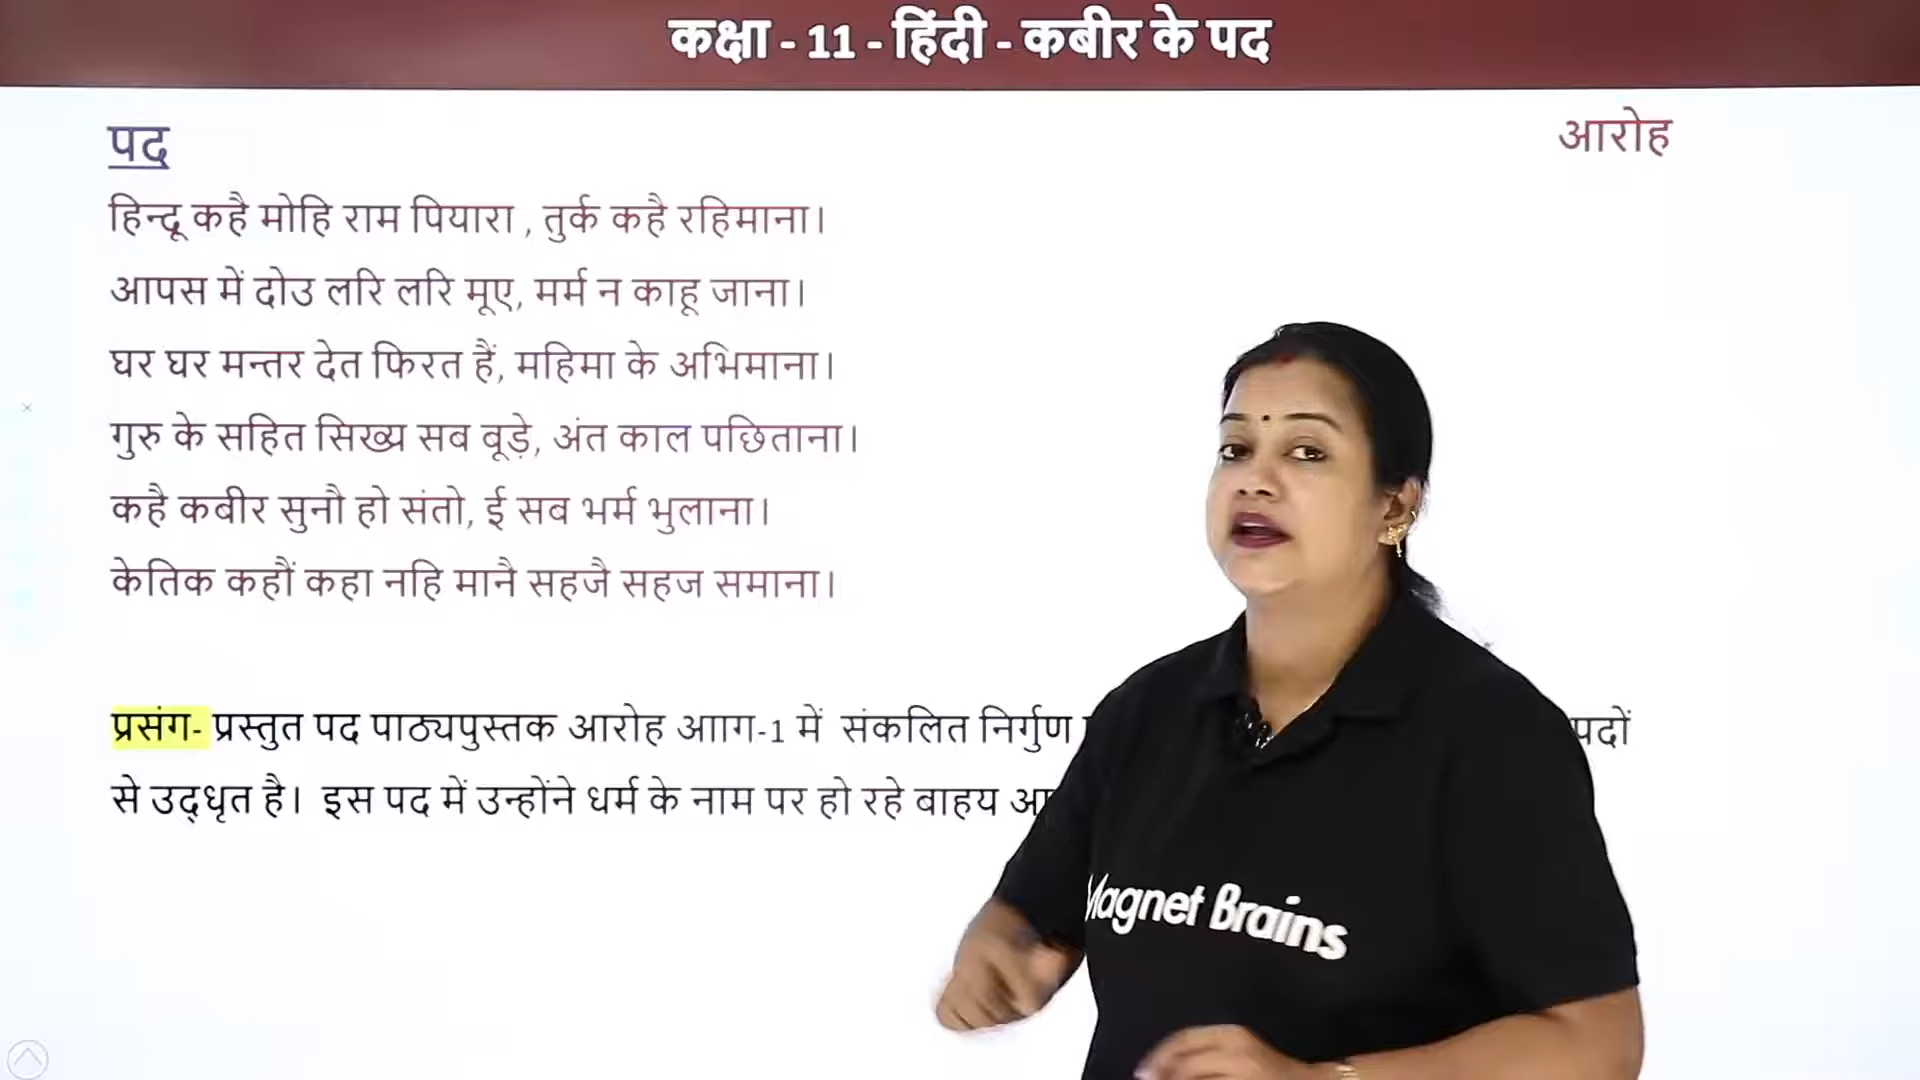 कक्षा - 11 - हिंदी - कबीर के पद
पद
आरोह
हिन्दू कहै मोहि राम पियारा , तुर्क कहै रहिमाना।
आपस में दोउ लरि लरि मूए, मर्म न काहू जाना।
घर घर मन्तर देत फिरत हैं, महिमा के अभिमाना।
गुरु के सहित सिख्य सब बूड़े, अंत काल पछिताना।
कहै कबीर सुनौ हो संतो, ई सब भर्म भुलाना।
केतिक कहौं कहा नहि मानै सहजै सहज समाना।
प्रसंग- प्रस्तुत पद पाठ्यपुस्तक आरोह आाग-1 में संकलित निर्गुण पदों
से उद्धृत है। इस पद में उन्होंने धर्म के नाम पर हो रहे बाहय
Magnet Brains